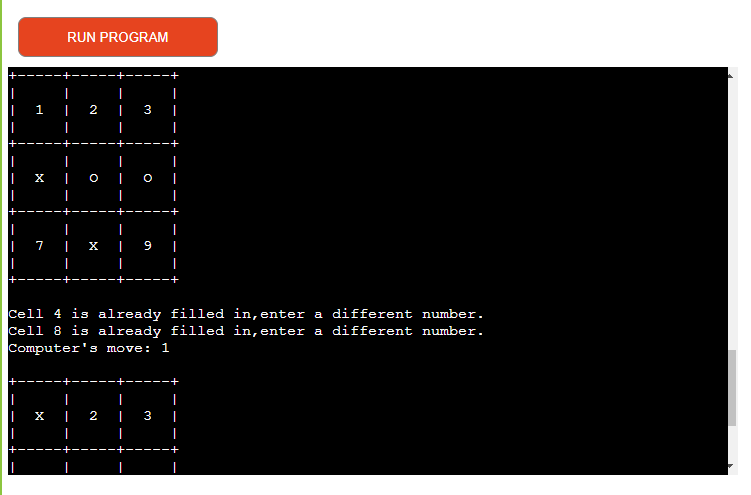 RUN PROGRAM
+-----+-----+-----+
|     |     |     |
|  1  |  2  |  3  |
|     |     |     |
+-----+-----+-----+
|     |     |     |
|  X  |  O  |  O  |
|     |     |     |
+-----+-----+-----+
|     |     |     |
|  7  |  X  |  9  |
|     |     |     |
+-----+-----+-----+
Cell 4 is already filled in,enter a different number.
Cell 8 is already filled in,enter a different number.
Computer's move: 1
+-----+-----+-----+
|     |     |     |
|  X  |  2  |  3  |
|     |     |     |
+-----+-----+-----+
|     |     |     |